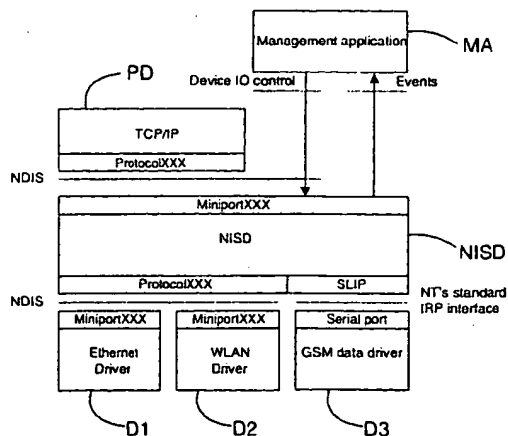 Management application
MA
PD
Device IO control
Events
TCP/IP
ProtocolXXX
NDIS
MiniportXXX
NISD
NISD
ProtocolXXX
SLIP
NDIS
NT's standard
IRP interface
MiniportXXX
MiniportXXX
Serial port
Ethernet
Driver
WLAN
Driver
GSM data driver
D1
D2
D3